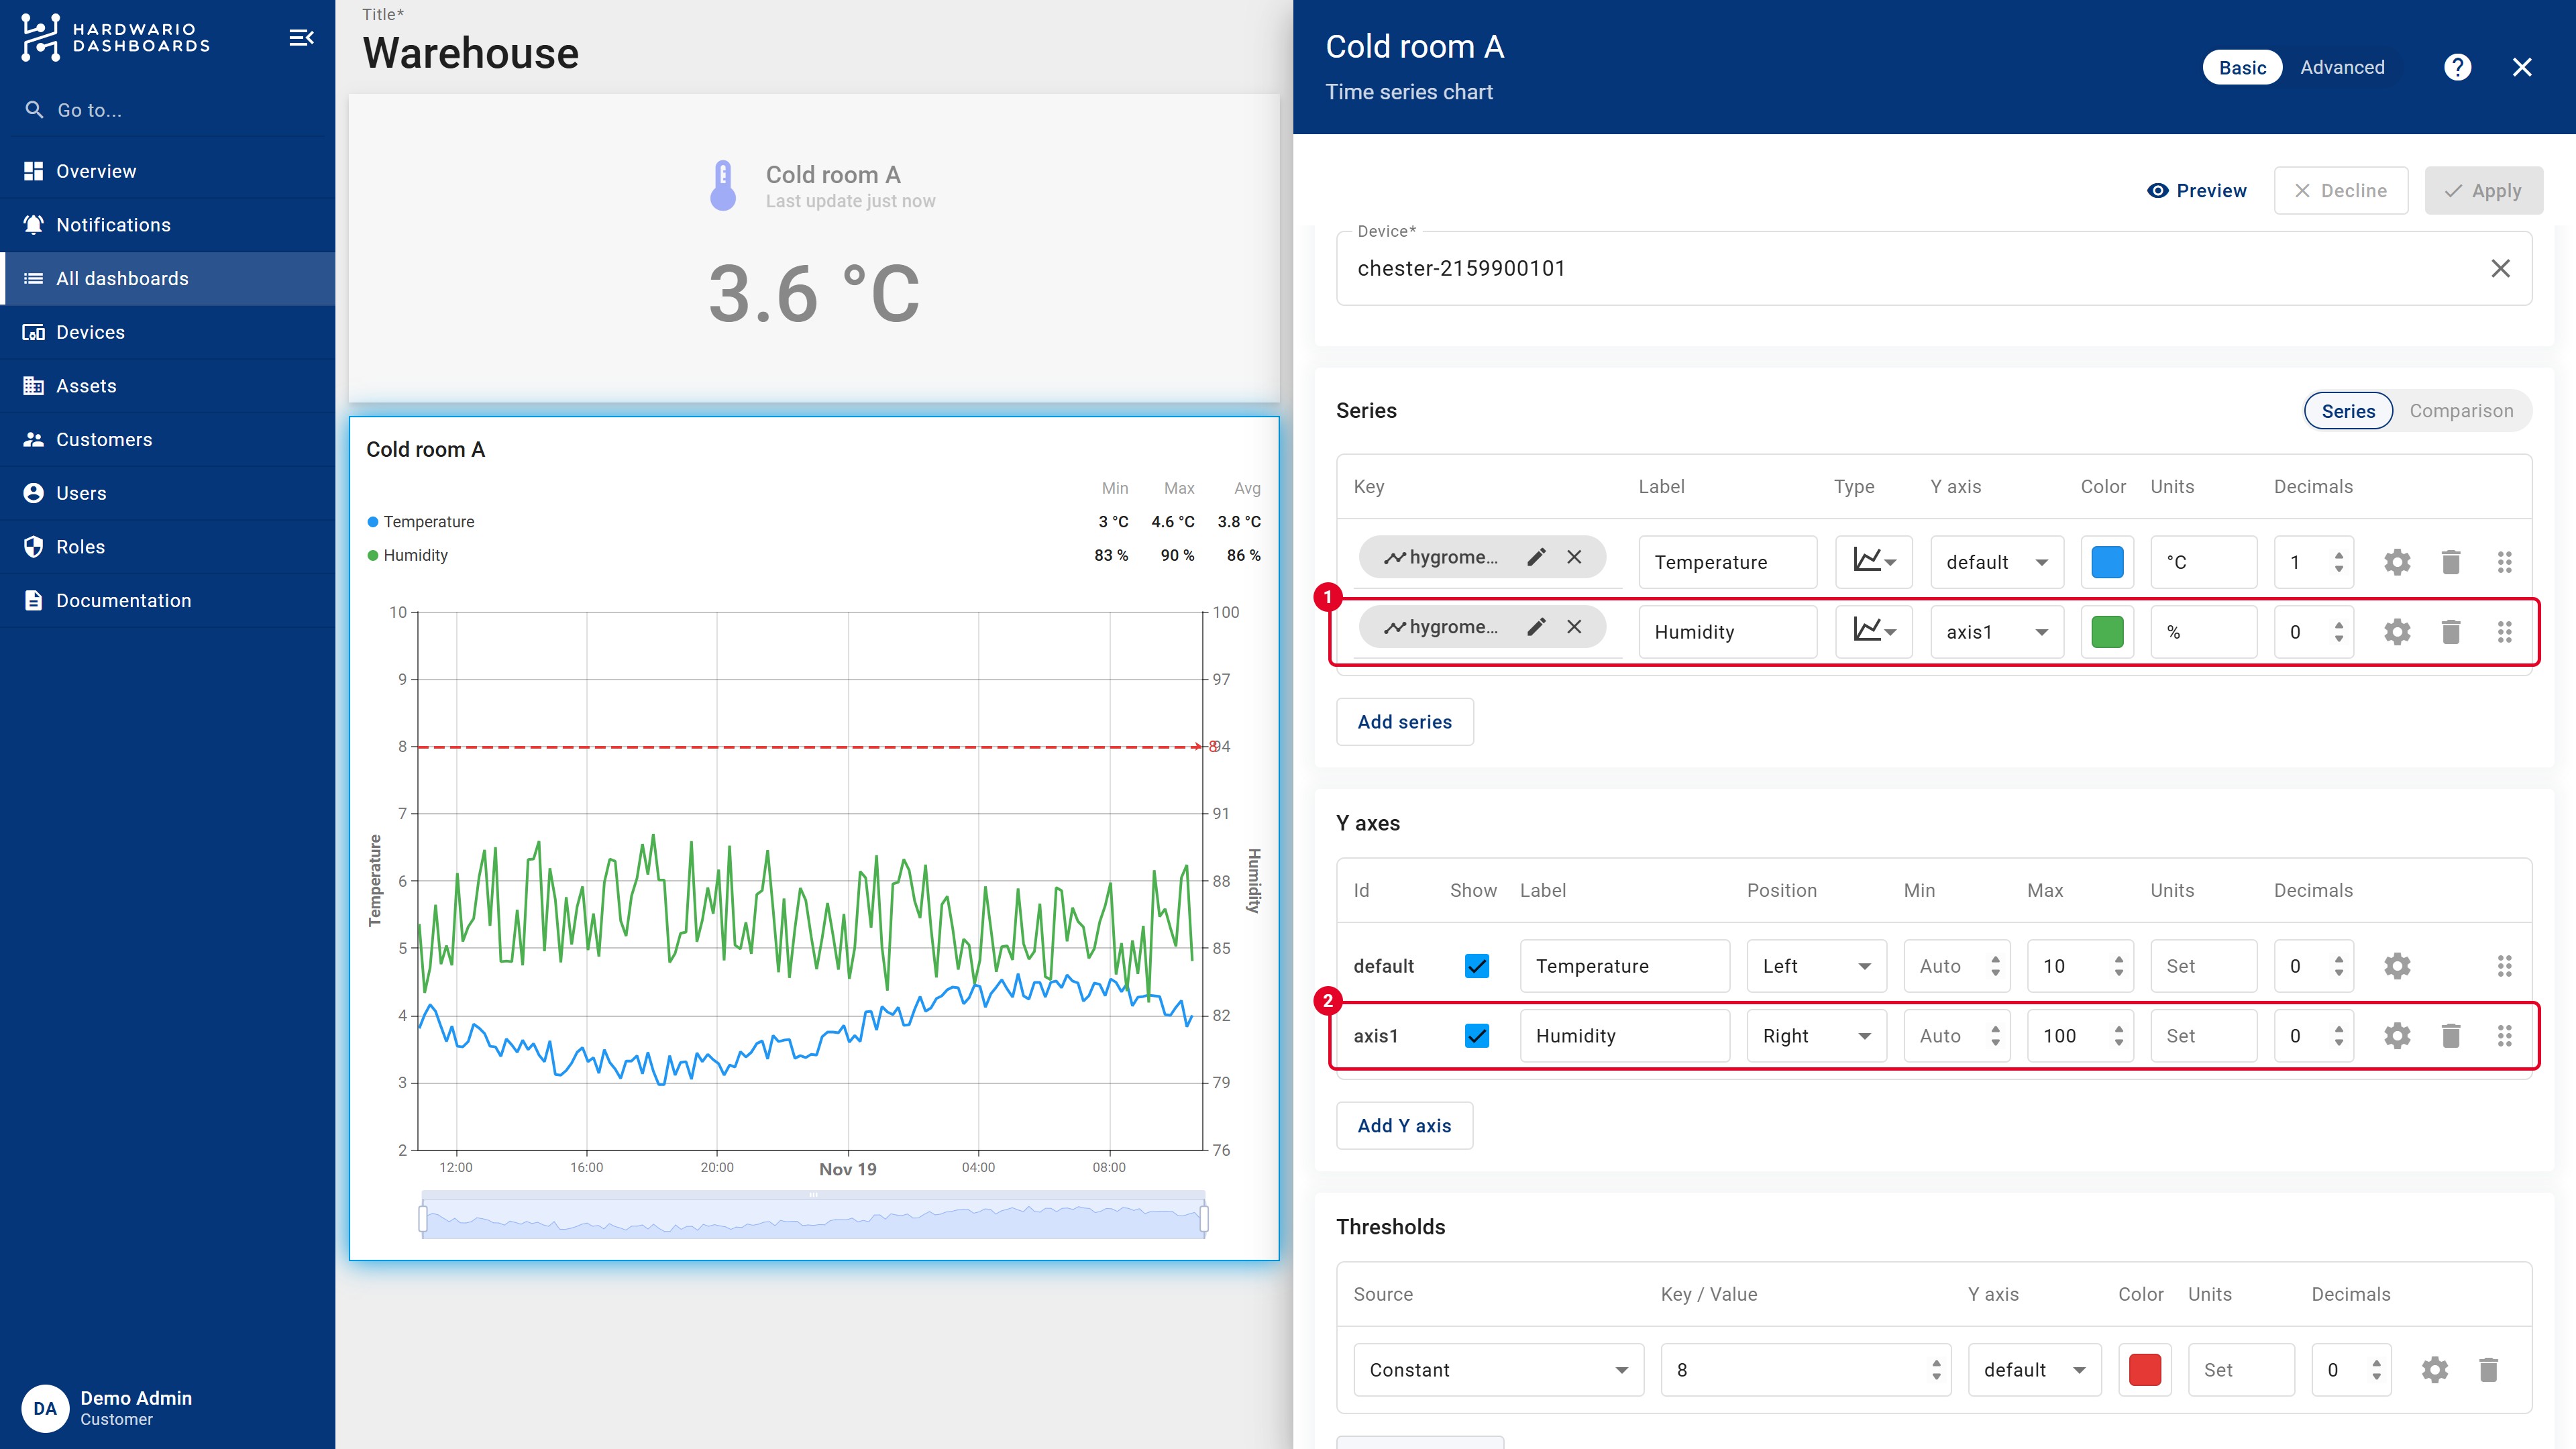 HARDWARIO
DASHBOARDS
Go to...
Overview
Notifications
All dashboards
Devices
Assets
Customers
Users
Roles
Documentation
DA
Demo Admin
Customer
Title*
Warehouse
Cold room A
Last update just now
3.6 °C
Cold room A
Min Max Avg
Temperature 3 °C 4.6 °C 3.8 °C
Humidity 83 % 90 % 86 %
10 100
9 97
8 8 94
7 91
6 88
5 85
4 82
3 79
2 76
Temperature
Humidity
12:00 16:00 20:00 Nov 19 04:00 08:00
Cold room A
Time series chart
Basic Advanced ?
Preview Decline Apply
Device*
chester-2159900101
Series Series Comparison
Key Label Type Y axis Color Units Decimals
hygrome... Temperature default °C 1
1
hygrome... Humidity axis1 % 0
Add series
Y axes
Id Show Label Position Min Max Units Decimals
default Temperature Left Auto 10 Set 0
2
axis1 Humidity Right Auto 100 Set 0
Add Y axis
Thresholds
Source Key / Value Y axis Color Units Decimals
Constant 8 default Set 0